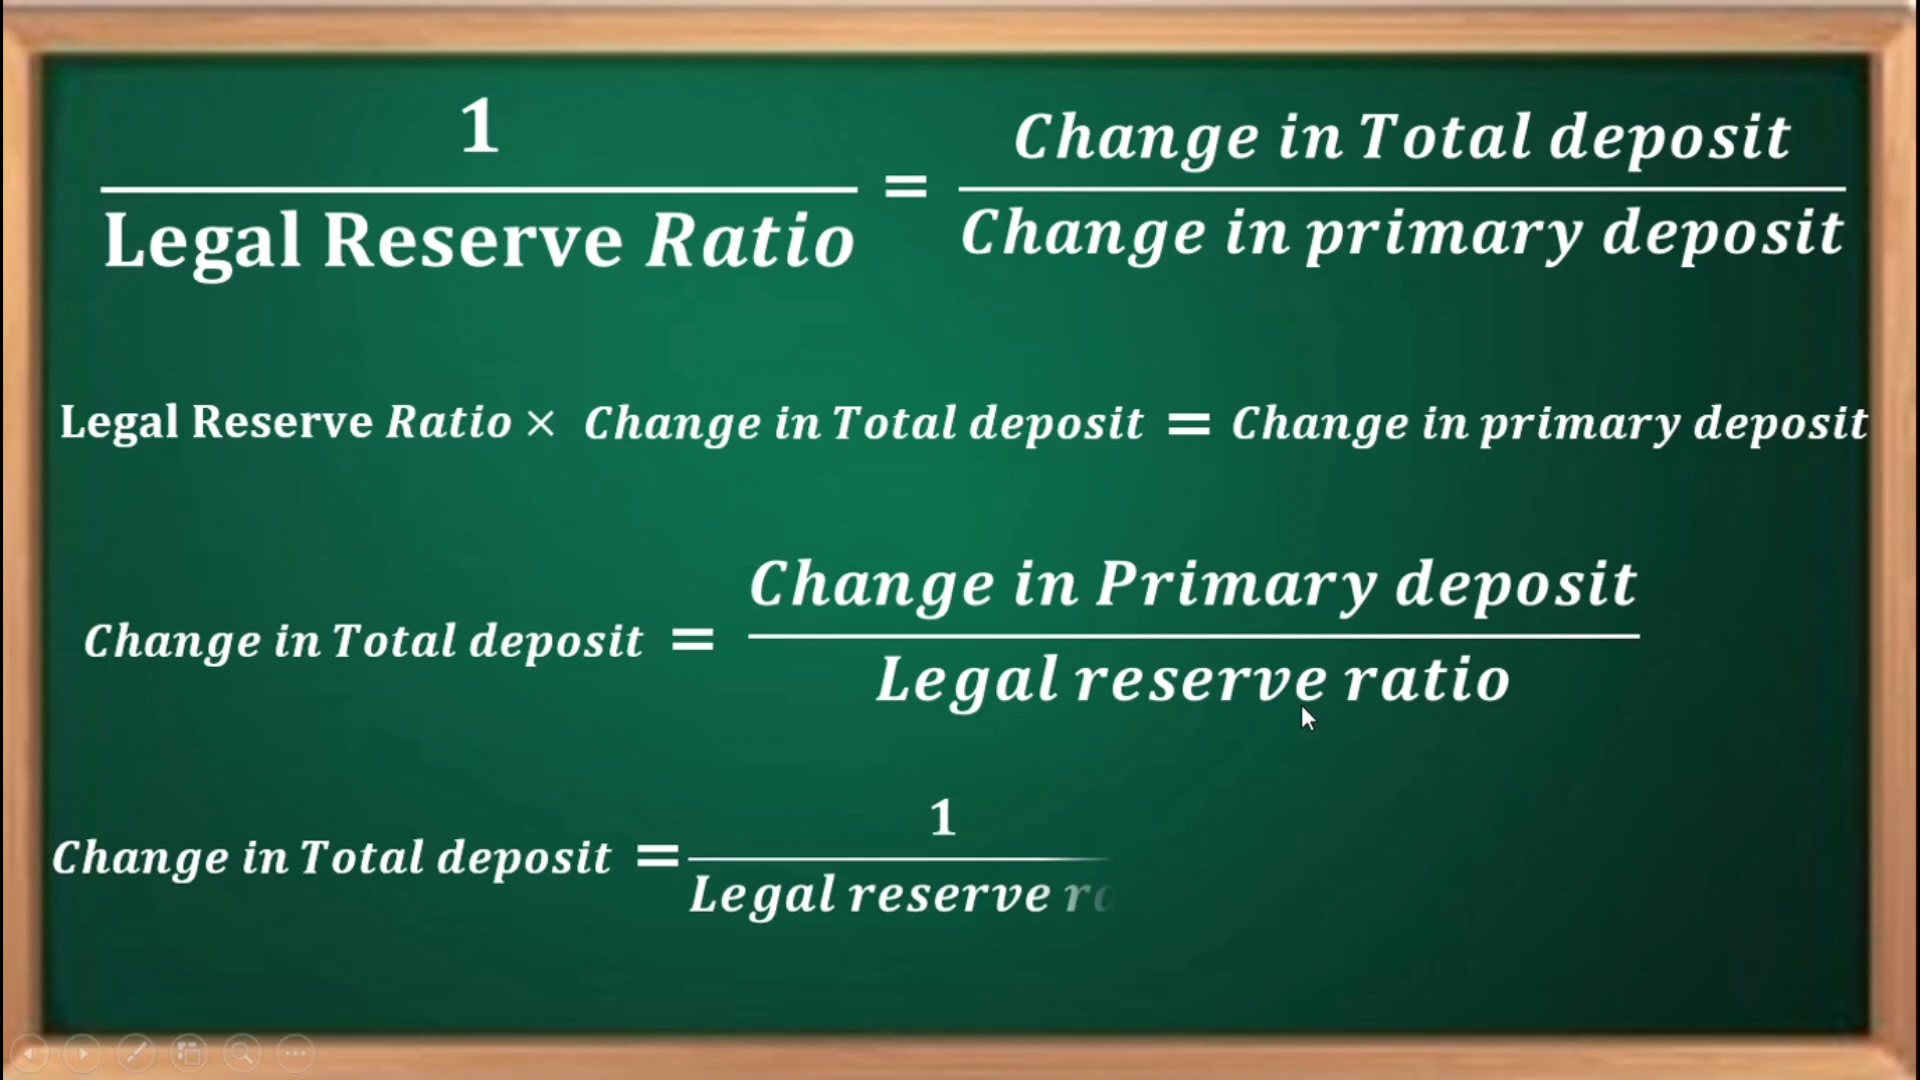 1
Legal Reserve Ratio
=
Change in Total deposit
Change in primary deposit
Legal Reserve Ratio × Change in Total deposit = Change in primary deposit
Change in Total deposit =
Change in Primary deposit
Legal reserve ratio
Change in Total deposit =
1
Legal reserve